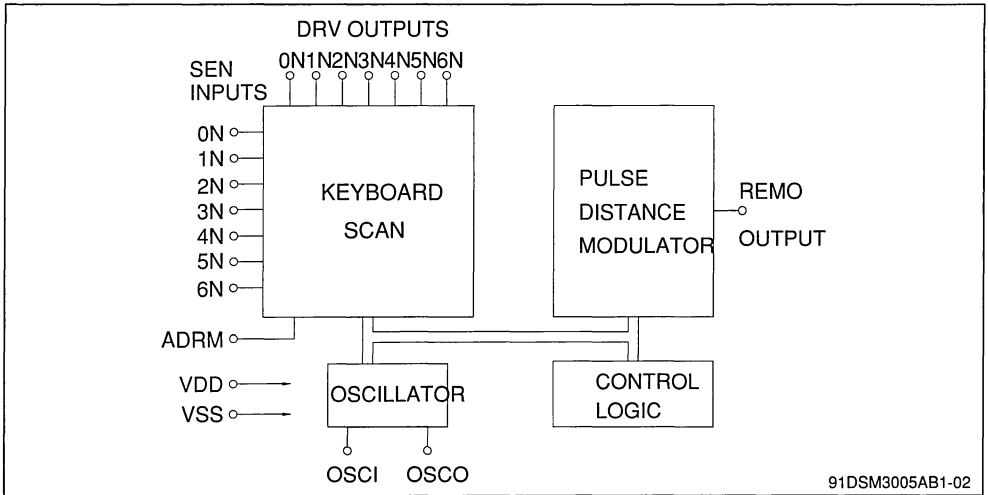 DRV OUTPUTS
0N1N2N3N4N5N6N
SEN
INPUTS
0N
1N
2N
3N
4N
5N
6N
KEYBOARD
SCAN
PULSE
DISTANCE
MODULATOR
REMO
OUTPUT
ADRM
VDD
VSS
OSCILLATOR
CONTROL
LOGIC
OSCI
OSCO
91DSM3005AB1-02